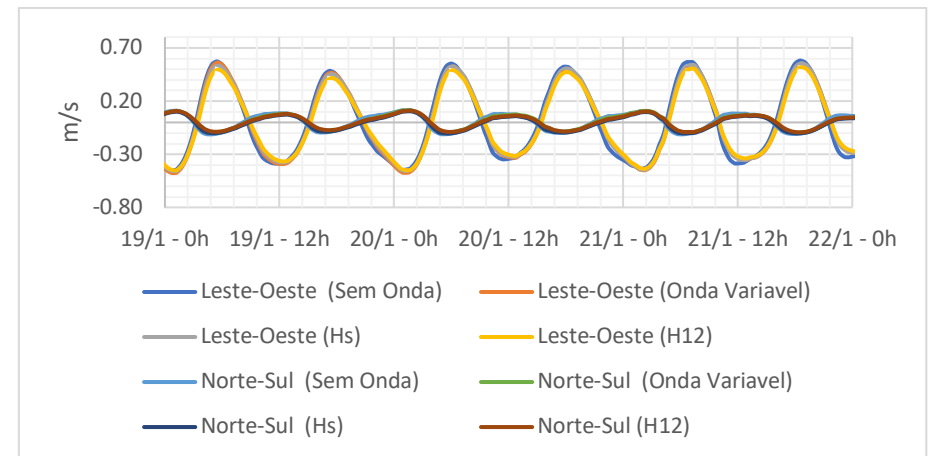 0.70
0.20
-0.30
-0.80
m/s
19/1 - 0h 19/1 - 12h 20/1 - 0h 20/1 - 12h 21/1 - 0h 21/1 - 12h 22/1 - 0h
Leste-Oeste (Sem Onda) Leste-Oeste (Onda Variavel)
Leste-Oeste (Hs) Leste-Oeste (H12)
Norte-Sul (Sem Onda) Norte-Sul (Onda Variavel)
Norte-Sul (Hs) Norte-Sul (H12)